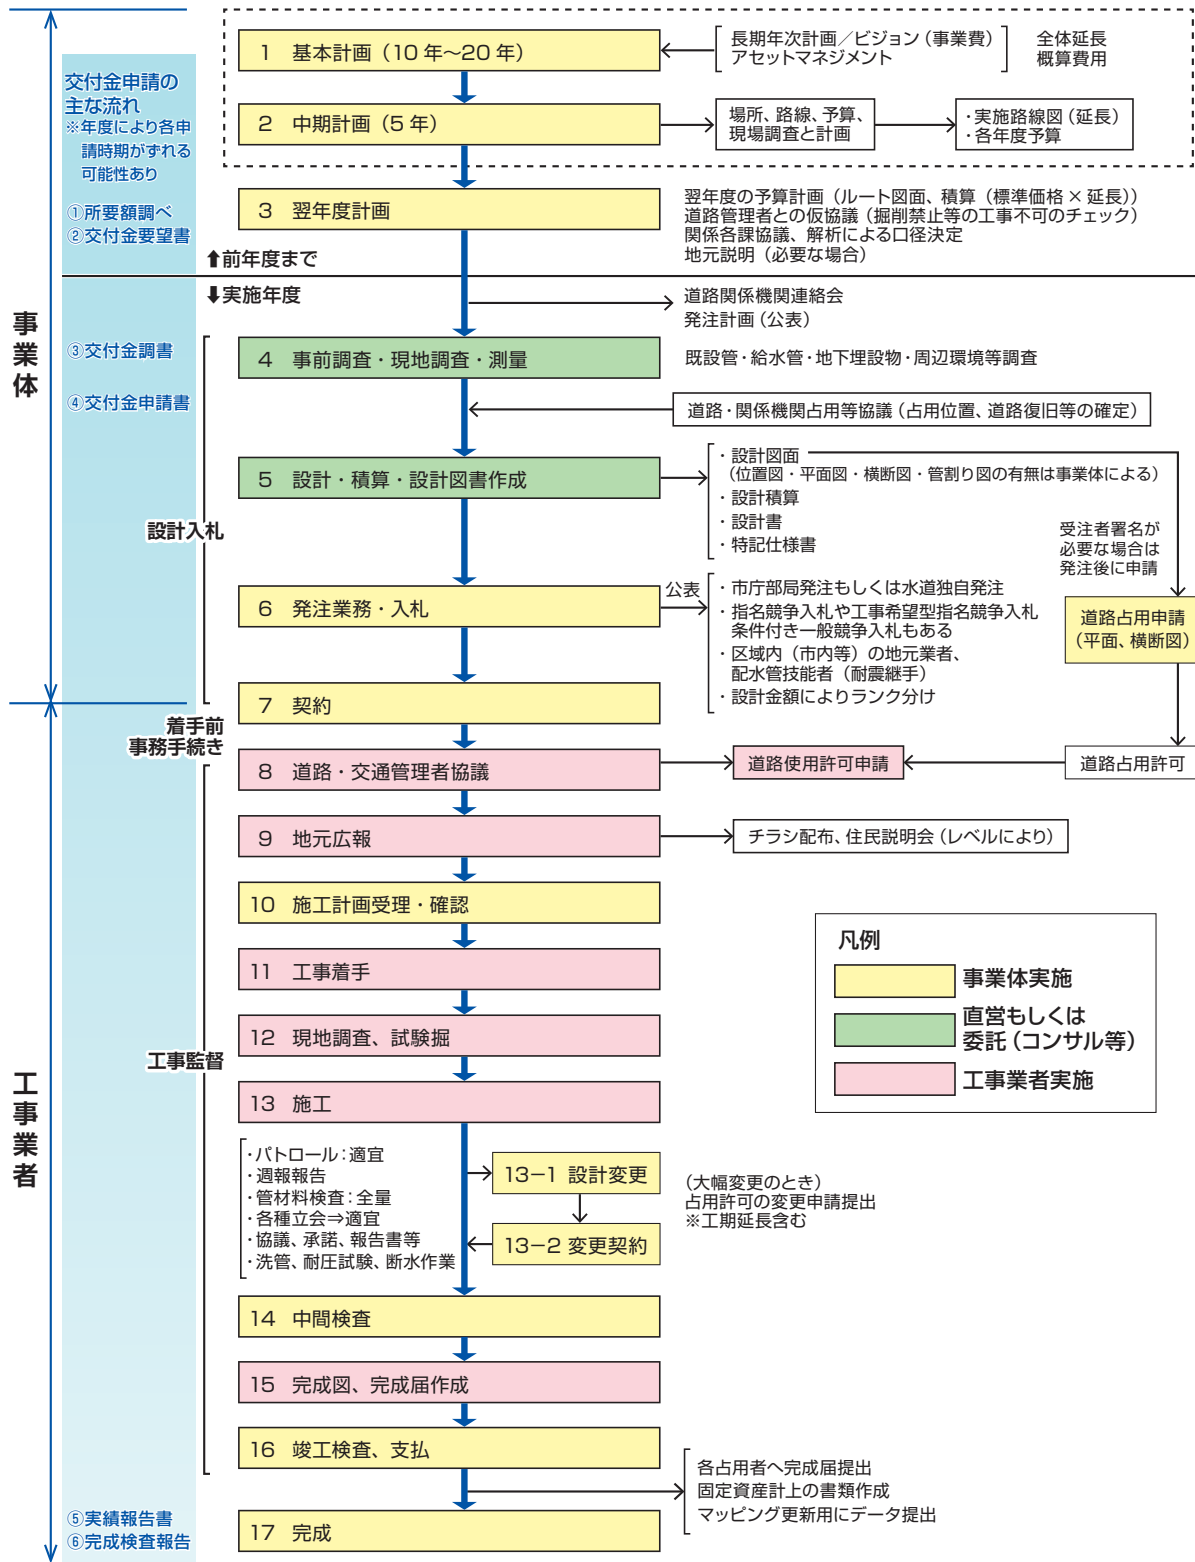 1 基本計画（10年〜20年）
長期年次計画／ビジョン（事業費）
アセットマネジメント
全体延長
概算費用
交付金申請の
主な流れ
※年度により各申
請時期がずれる
可能性あり
2 中期計画（5年）
場所、路線、予算、
現場調査と計画
・実施路線図（延長）
・各年度予算
①所要額調べ
②交付金要望書
3 翌年度計画
翌年度の予算計画（ルート図面、積算（標準価格×延長））
道路管理者との仮協議（掘削禁止等の工事不可のチェック）
関係各課協議、解析による口径決定
地元説明（必要な場合）
⬆前年度まで
⬇実施年度
道路関係機関連絡会
発注計画（公表）
事業体
③交付金調書
4 事前調査・現地調査・測量
既設管・給水管・地下埋設物・周辺環境等調査
④交付金申請書
道路・関係機関占用等協議（占用位置、道路復旧等の確定）
5 設計・積算・設計図書作成
・設計図面
（位置図・平面図・横断図・管割り図の有無は事業体による）
・設計積算
・設計書
・特記仕様書
設計入札
受注者署名が
必要な場合は
発注後に申請
6 発注業務・入札
公表
・市庁部局発注もしくは水道独自発注
・指名競争入札や工事希望型指名競争入札
条件付き一般競争入札もある
・区域内（市内等）の地元業者、
配水管技能者（耐震継手）
・設計金額によりランク分け
道路占用申請
（平面、横断図）
7 契約
着手前
事務手続き
8 道路・交通管理者協議
道路使用許可申請
道路占用許可
9 地元広報
チラシ配布、住民説明会（レベルにより）
10 施工計画受理・確認
11 工事着手
12 現地調査、試験掘
工事監督
13 施工
凡例
事業体実施
直営もしくは
委託（コンサル等）
工事業者実施
工事業者
・パトロール：適宜
・週報報告
・管材料検査：全量
・各種立会⇒適宜
・協議、承諾、報告書等
・洗管、耐圧試験、断水作業
13−1 設計変更
13−2 変更契約
（大幅変更のとき）
占用許可の変更申請提出
※工期延長含む
14 中間検査
15 完成図、完成届作成
16 竣工検査、支払
各占用者へ完成届提出
固定資産計上の書類作成
マッピング更新用にデータ提出
⑤実績報告書
⑥完成検査報告
17 完成